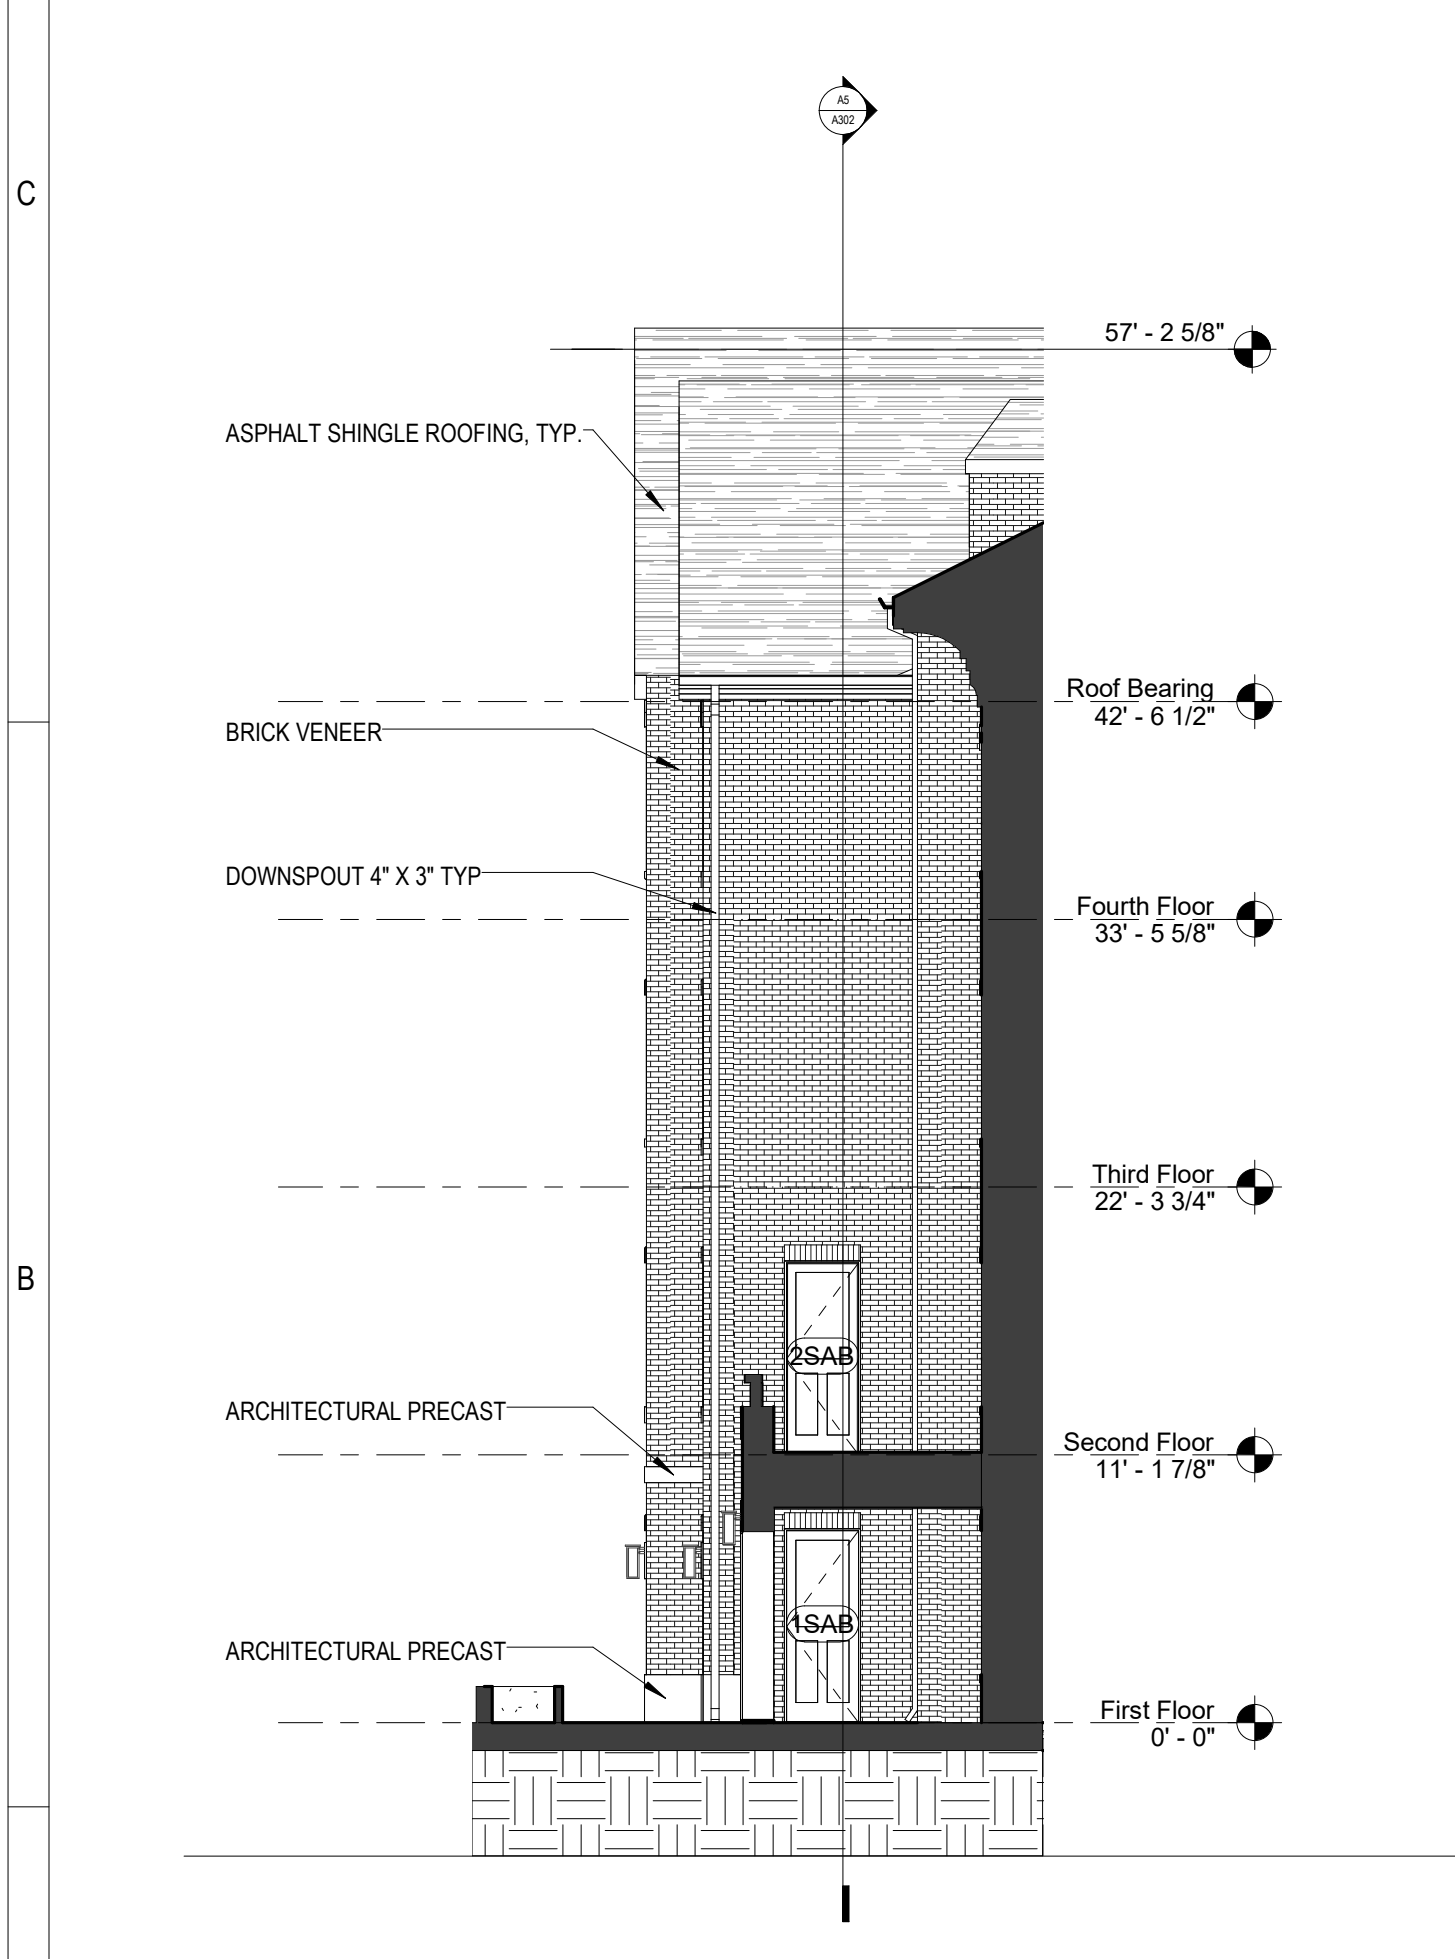 A5
A302
C
57' - 2 5/8"
ASPHALT SHINGLE ROOFING, TYP.
Roof Bearing
42' - 6 1/2"
BRICK VENEER
DOWNSPOUT 4" X 3" TYP
Fourth Floor
33' - 5 5/8"
Third Floor
22' - 3 3/4"
B
2SAB
ARCHITECTURAL PRECAST
Second Floor
11' - 1 7/8"
1SAB
ARCHITECTURAL PRECAST
First Floor
0' - 0"